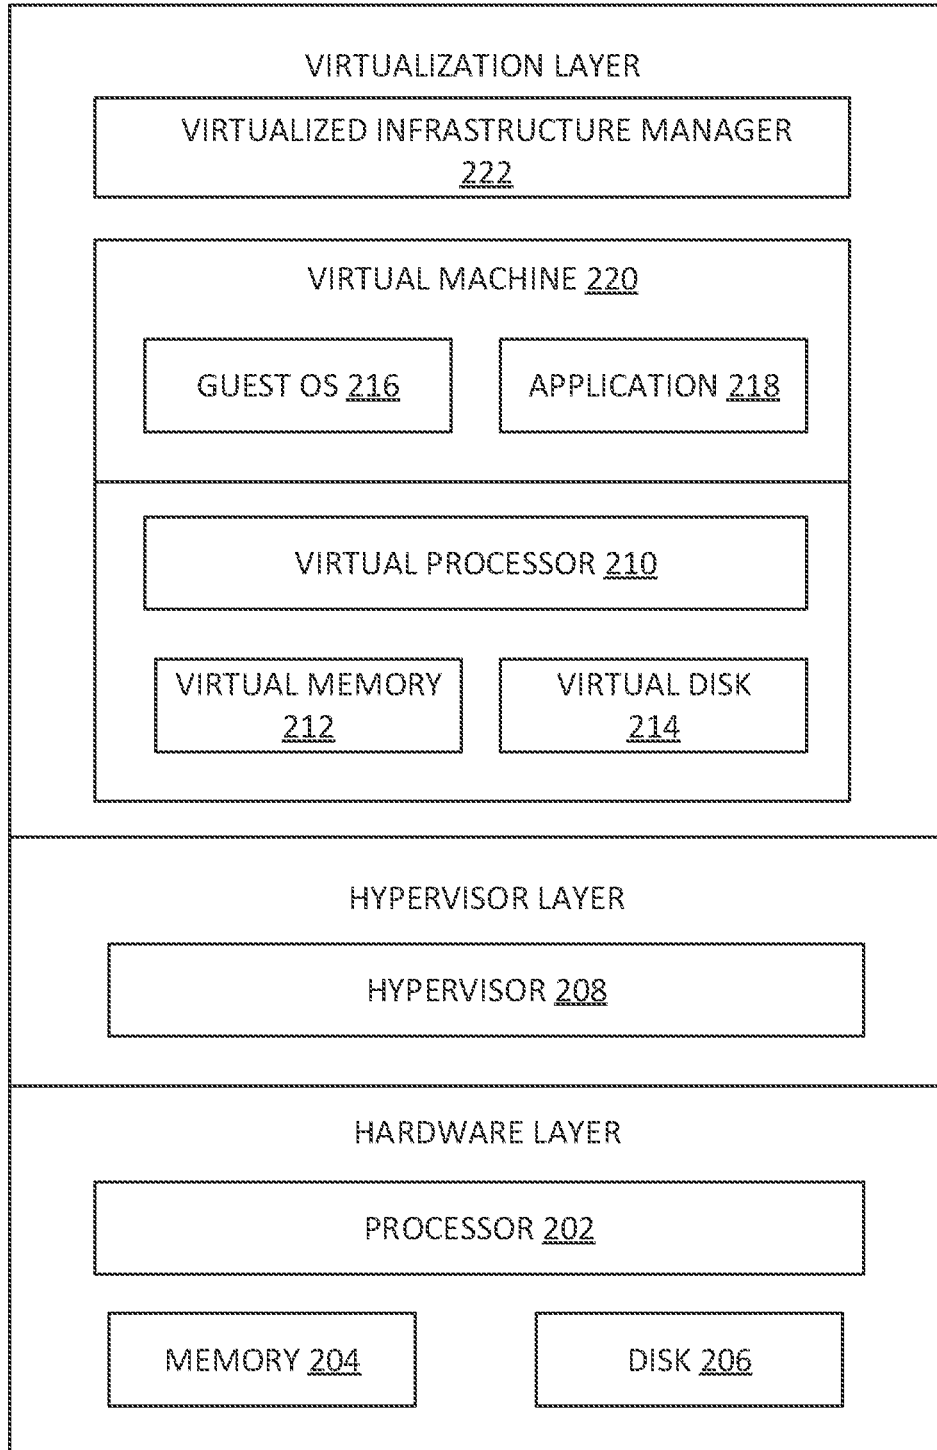 VIRTUALIZATION LAYER
VIRTUALIZED INFRASTRUCTURE MANAGER
222
VIRTUAL MACHINE 220
GUEST OS 216
APPLICATION 218
VIRTUAL PROCESSOR 210
VIRTUAL MEMORY
212
VIRTUAL DISK
214
HYPERVISOR LAYER
HYPERVISOR 208
HARDWARE LAYER
PROCESSOR 202
MEMORY 204
DISK 206